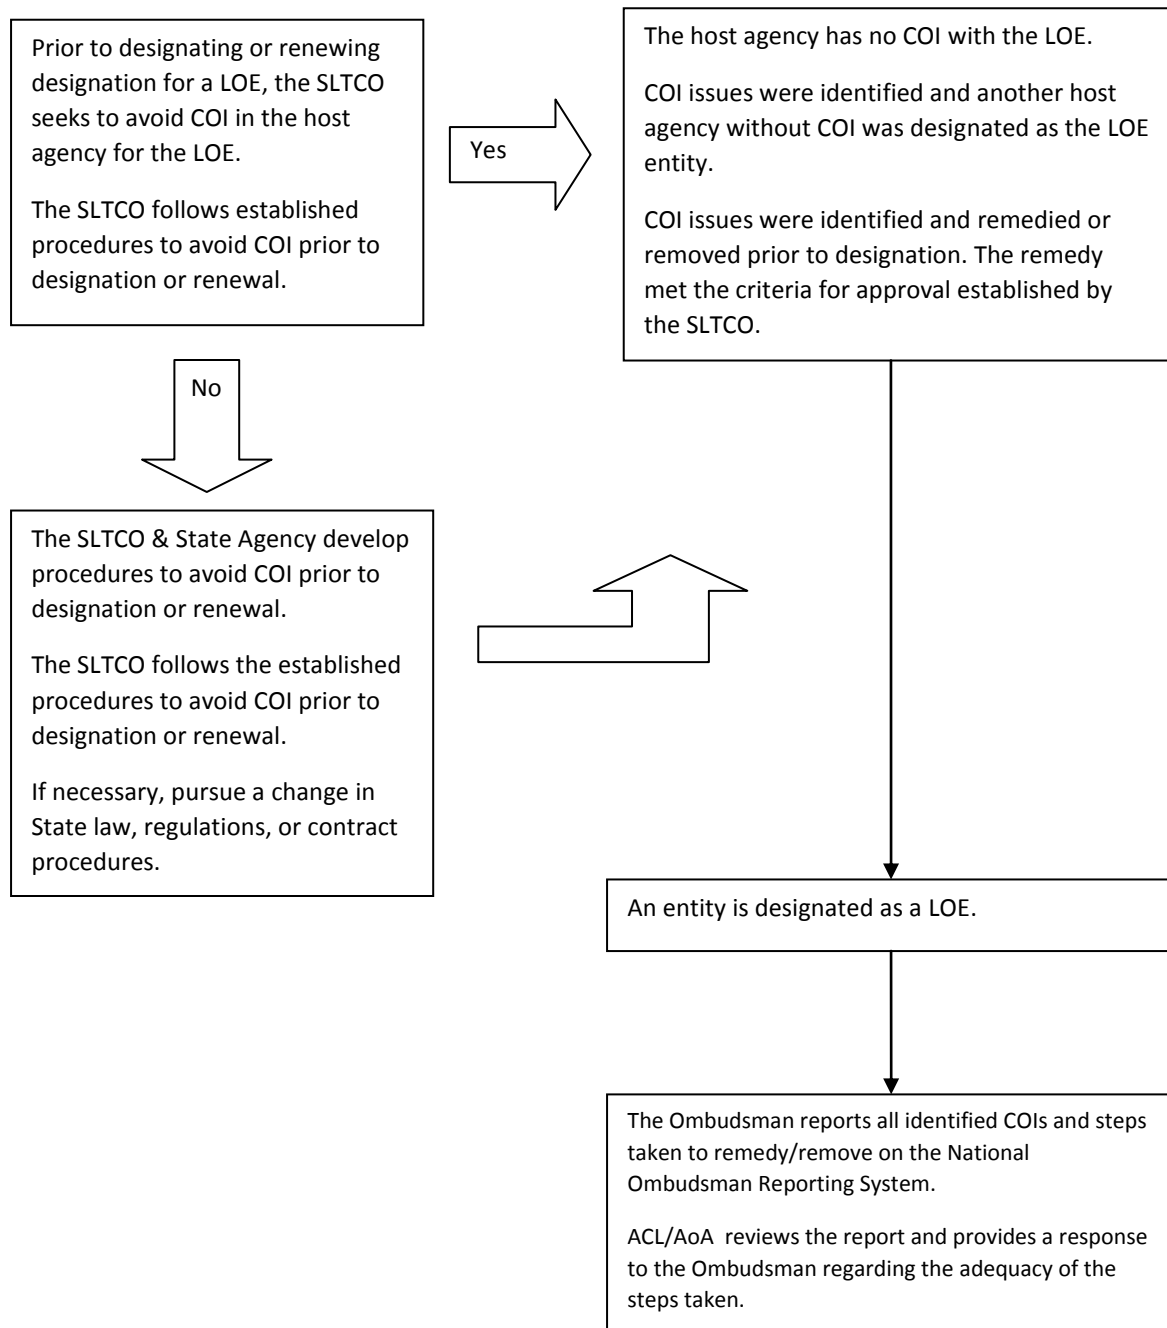 Prior to designating or renewing
designation for a LOE, the SLTCO
seeks to avoid COI in the host
agency for the LOE.
The SLTCO follows established
procedures to avoid COI prior to
designation or renewal.
Yes
The host agency has no COI with the LOE.
COI issues were identified and another host
agency without COI was designated as the LOE
entity.
COI issues were identified and remedied or
removed prior to designation. The remedy
met the criteria for approval established by
the SLTCO.
No
The SLTCO & State Agency develop
procedures to avoid COI prior to
designation or renewal.
The SLTCO follows the established
procedures to avoid COI prior to
designation or renewal.
If necessary, pursue a change in
State law, regulations, or contract
procedures.
An entity is designated as a LOE.
The Ombudsman reports all identified COIs and steps
taken to remedy/remove on the National
Ombudsman Reporting System.
ACL/AoA reviews the report and provides a response
to the Ombudsman regarding the adequacy of the
steps taken.